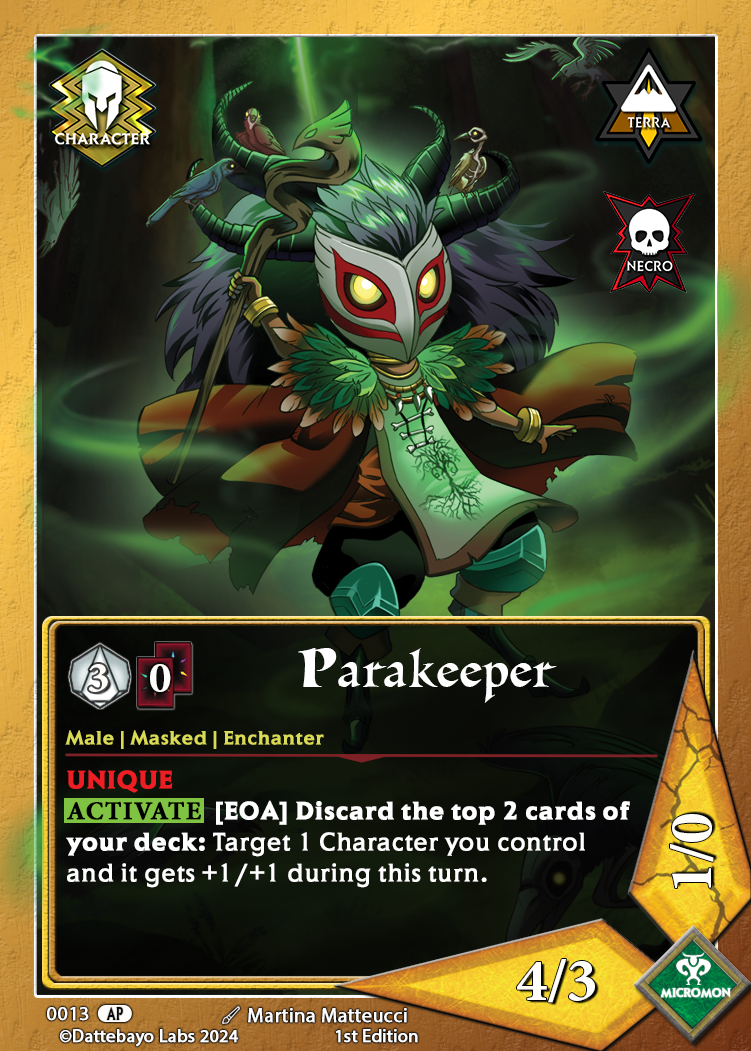 CHARACTER
TERRA
NECRO
3 0 Parakeeper
Male | Masked | Enchanter
UNIQUE
ACTIVATE [EOA] Discard the top 2 cards of
your deck: Target 1 Character you control
and it gets +1/+1 during this turn.
1/0
4/3
MICROMON
0013 AP Martina Matteucci
©Dattebayo Labs 2024 1st Edition